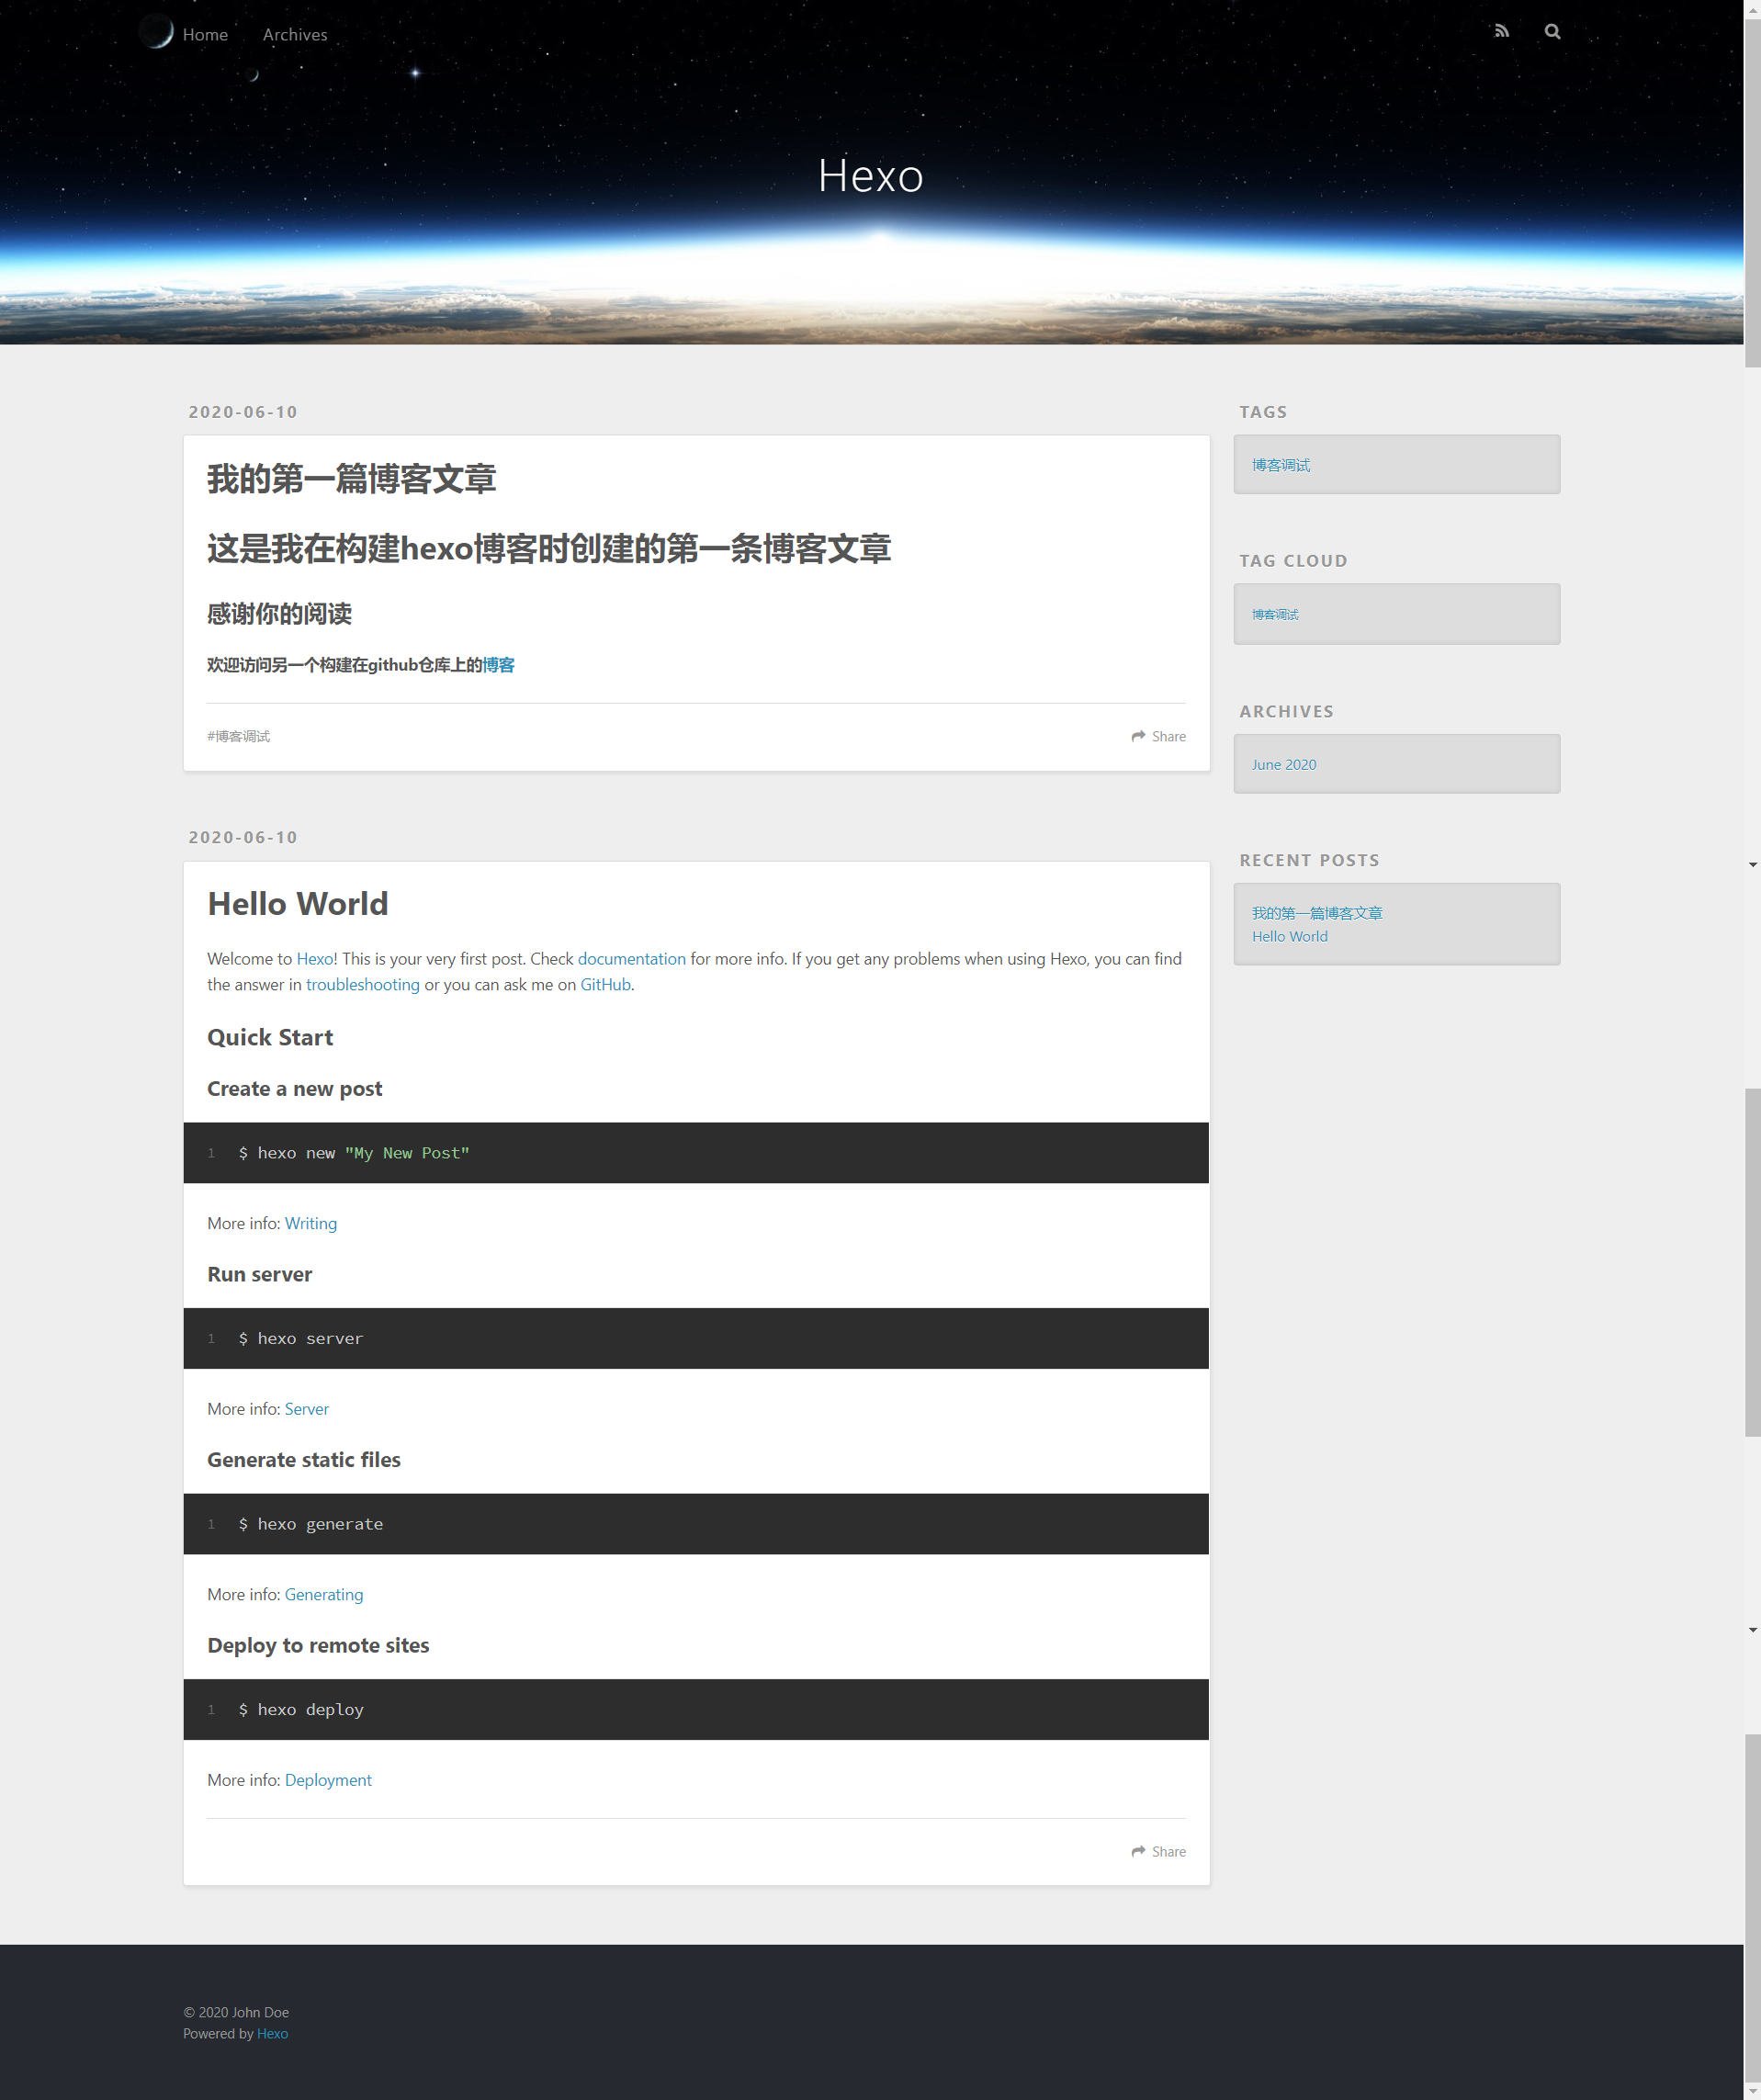 Home Archives
Hexo
2020-06-10
我的第一篇博客文章
这是我在构建hexo博客时创建的第一条博客文章
感谢你的阅读
欢迎访问另一个构建在github仓库上的博客
#博客调试 Share
2020-06-10
Hello World
Welcome to Hexo! This is your very first post. Check documentation for more info. If you get any problems when using Hexo, you can find
the answer in troubleshooting or you can ask me on GitHub.
Quick Start
Create a new post
1 $ hexo new "My New Post"
More info: Writing
Run server
1 $ hexo server
More info: Server
Generate static files
1 $ hexo generate
More info: Generating
Deploy to remote sites
1 $ hexo deploy
More info: Deployment
Share
TAGS
博客调试
TAG CLOUD
博客调试
ARCHIVES
June 2020
RECENT POSTS
我的第一篇博客文章
Hello World
© 2020 John Doe
Powered by Hexo